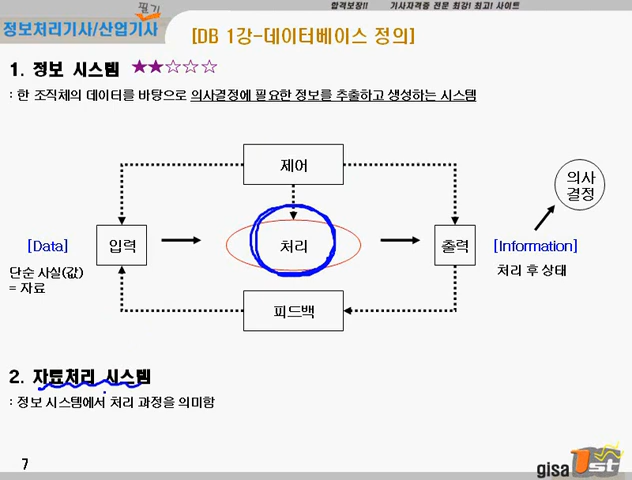 필기
합격보장!! 기사자격증 전문 최강! 최고! 사이트
정보처리기사/산업기사
[DB 1강-데이터베이스 정의]
1. 정보 시스템 ★★☆☆☆
: 한 조직체의 데이터를 바탕으로 의사결정에 필요한 정보를 추출하고 생성하는 시스템
제어
의사
결정
[Data]
입력
처리
출력
[Information]
단순 사실(값)
= 자료
처리 후 상태
피드백
2. 자료처리 시스템
: 정보 시스템에서 처리 과정을 의미함
7
gisa 1st